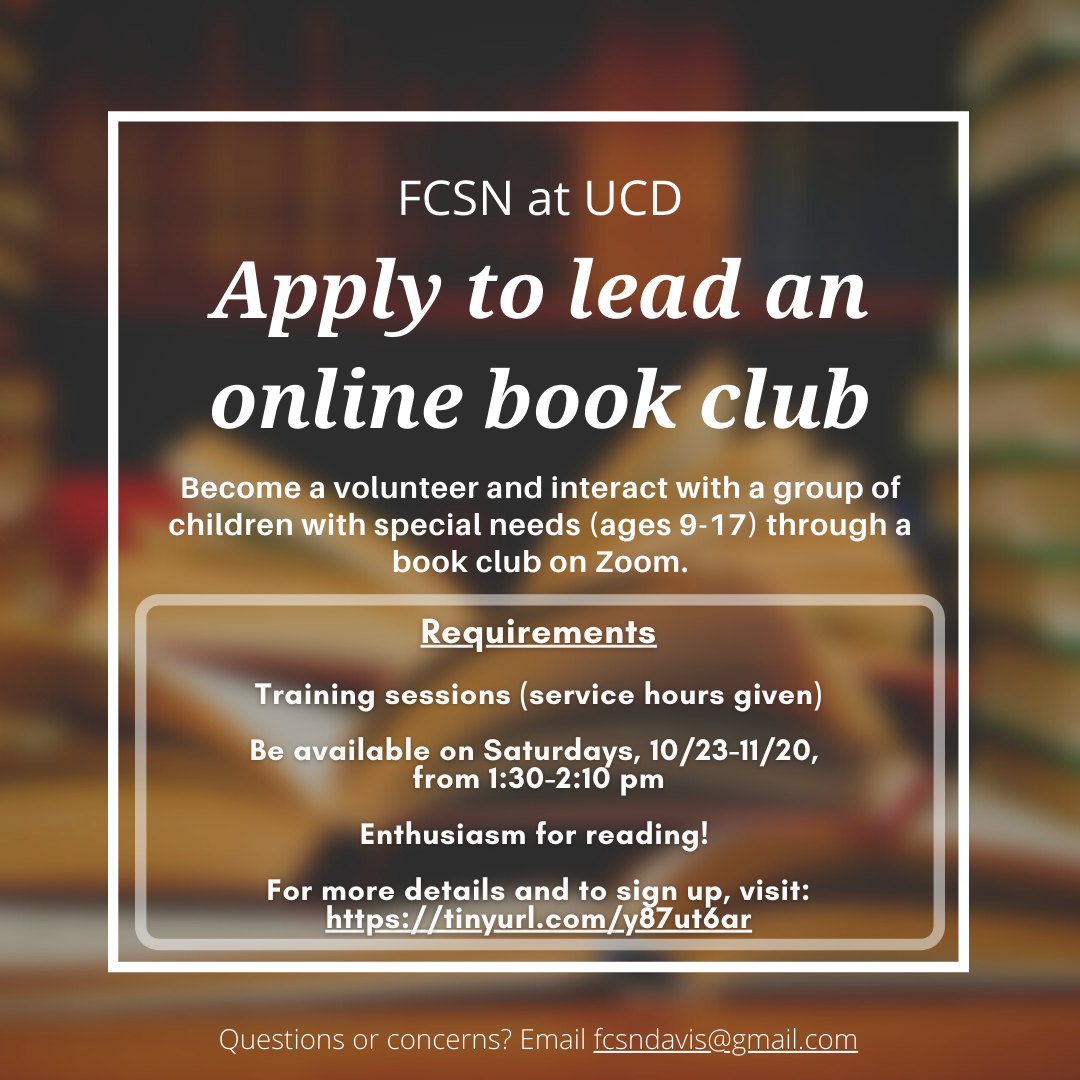 FCSN at UCD
Apply to lead an
online book club
Become a volunteer and interact with a group of
children with special needs (ages 9-17) through a
book club on Zoom.
Requirements
Training sessions (service hours given)
Be available on Saturdays, 10/23-11/20,
from 1:30-2:10 pm
Enthusiasm for reading!
For more details and to sign up, visit:
https://tinyurl.com/y87ut6ar
Questions or concerns? Email fcsndavis@gmail.com